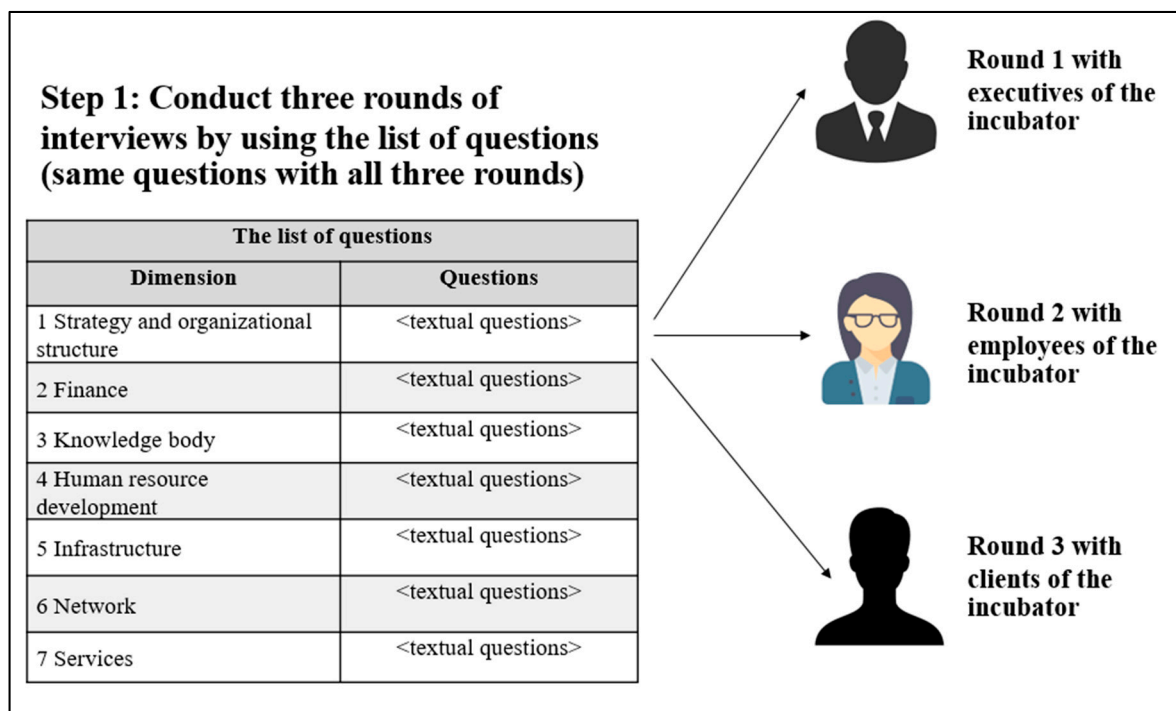 Step 1: Conduct three rounds of
interviews by using the list of questions
(same questions with all three rounds)
The list of questions
Dimension
Questions
1 Strategy and organizational
structure
<textual questions>
2 Finance
<textual questions>
3 Knowledge body
<textual questions>
4 Human resource
development
<textual questions>
5 Infrastructure
<textual questions>
6 Network
<textual questions>
7 Services
<textual questions>
Round 1 with
executives of the
incubator
Round 2 with
employees of the
incubator
Round 3 with
clients of the
incubator